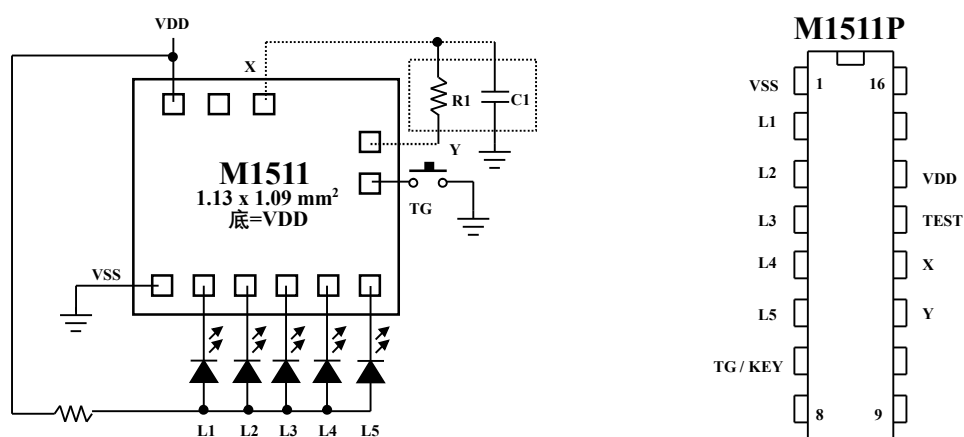 VDD
X
R1
C1
Y
M1511
1.13 x 1.09 mm²
底=VDD
TG
VSS
L1 L2 L3 L4 L5
M1511P
VSS 1 16
L1
L2 VDD
L3 TEST
L4 X
L5 Y
TG / KEY
8 9